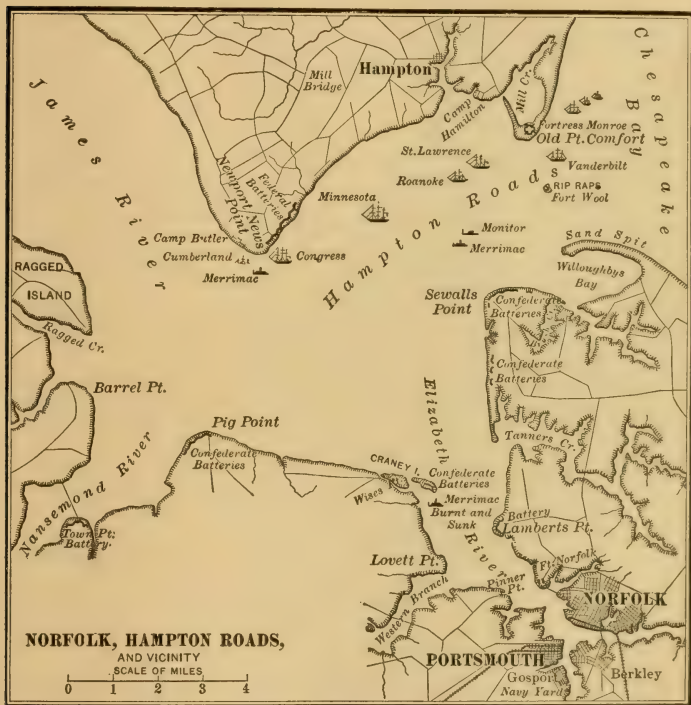 Chesapeake
Bay
James
River
Hampton
Mill
Bridge
Mill Cr.
Camp
Hamilton
Fortress Monroe
Old Pt. Comfort
St. Lawrence
Vanderbilt
Roanoke
RIP RAPS
Fort Wool
Minnesota
Federal
Batteries
Newport News
Point
Hampton Roads
Monitor
Merrimac
Camp Butler
Cumberland
Congress
Merrimac
Sand Spit
Willoughbys
Bay
RAGGED
ISLAND
Ragged Cr.
Sewalls
Point
Confederate
Batteries
Confederate
Batteries
Barrel Pt.
Pig Point
Elizabeth
River
Tanners Cr.
Confederate
Batteries
CRANEY I.
Wises
Confederate
Batteries
Merrimac
Burnt and
Sunk
Battery
Lamberts Pt.
Nansemond River
Town Pt.
Battery.
Lovett Pt.
Ft. Norfolk
Western Branch
Pinner
Pt.
NORFOLK
PORTSMOUTH
Gosport
Navy Yard
Berkley
NORFOLK, HAMPTON ROADS,
AND VICINITY
SCALE OF MILES
0 1 2 3 4